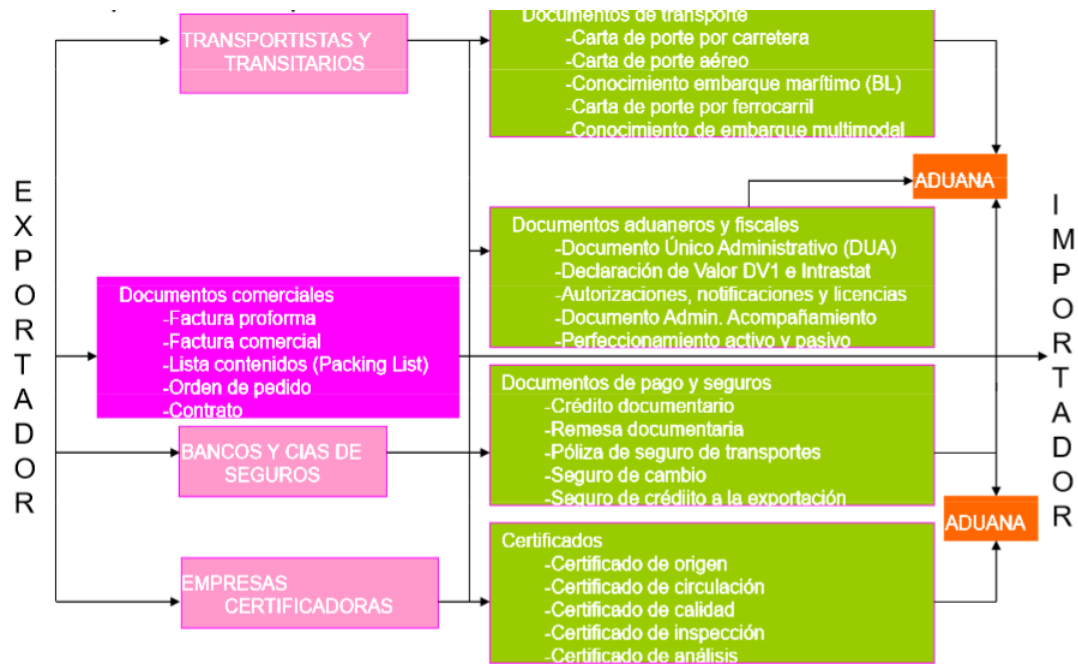 EXPORTADOR
TRANSPORTISTAS Y
TRANSITARIOS
Documentos comerciales
-Factura proforma
-Factura comercial
-Lista contenidos (Packing List)
-Orden de pedido
-Contrato
BANCOS Y CIAS DE
SEGUROS
EMPRESAS
CERTIFICADORAS
Documentos de transporte
-Carta de porte por carretera
-Carta de porte aéreo
-Conocimiento embarque marítimo (BL)
-Carta de porte por ferrocarril
-Conocimiento de embarque multimodal
Documentos aduaneros y fiscales
-Documento Único Administrativo (DUA)
-Declaración de Valor DV1 e Intrastat
-Autorizaciones, notificaciones y licencias
-Documento Admin. Acompañamiento
-Perfeccionamiento activo y pasivo
Documentos de pago y seguros
-Crédito documentario
-Remesa documentaria
-Póliza de seguro de transportes
-Seguro de cambio
-Seguro de crédiito a la exportación
Certificados
-Certificado de origen
-Certificado de circulación
-Certificado de calidad
-Certificado de inspección
-Certificado de análisis
ADUANA
ADUANA
IMPORTADOR